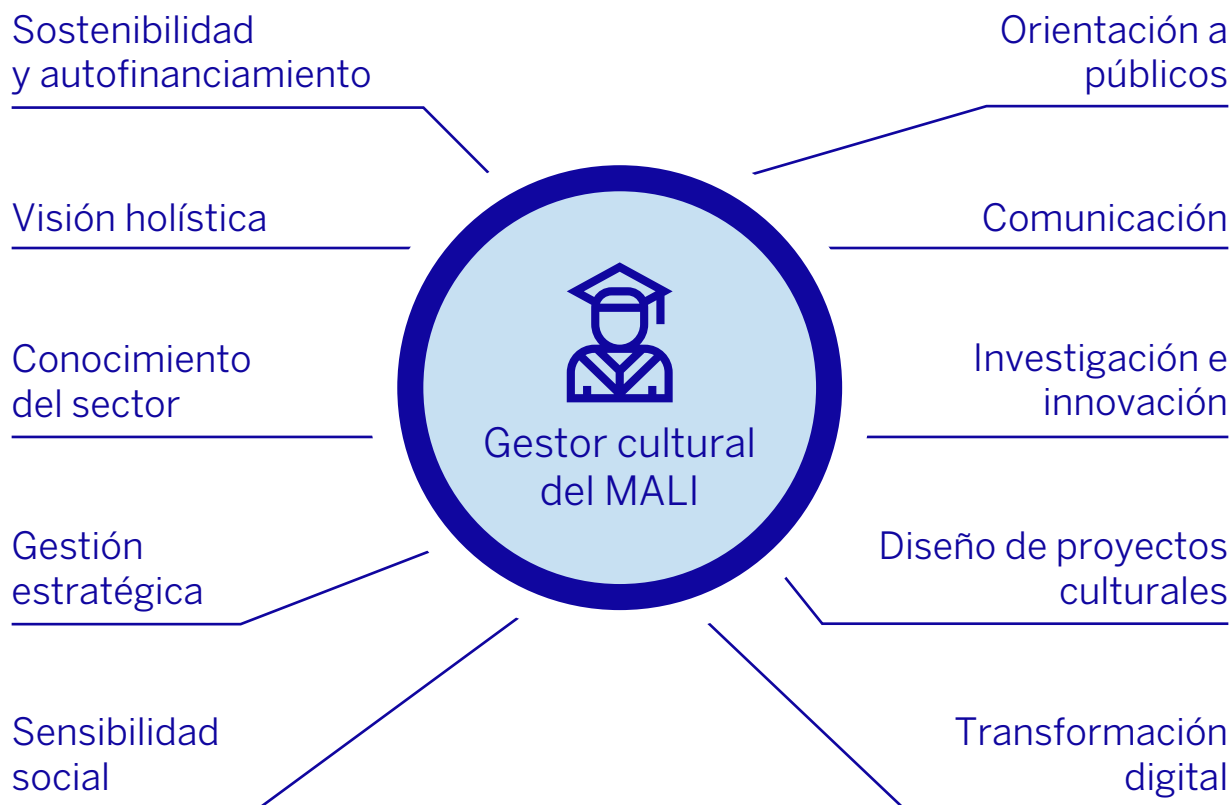 Sostenibilidad
y autofinanciamiento
Visión holística
Conocimiento
del sector
Gestión
estratégica
Sensibilidad
social
Gestor cultural
del MALI
Orientación a
públicos
Comunicación
Investigación e
innovación
Diseño de proyectos
culturales
Transformación
digital